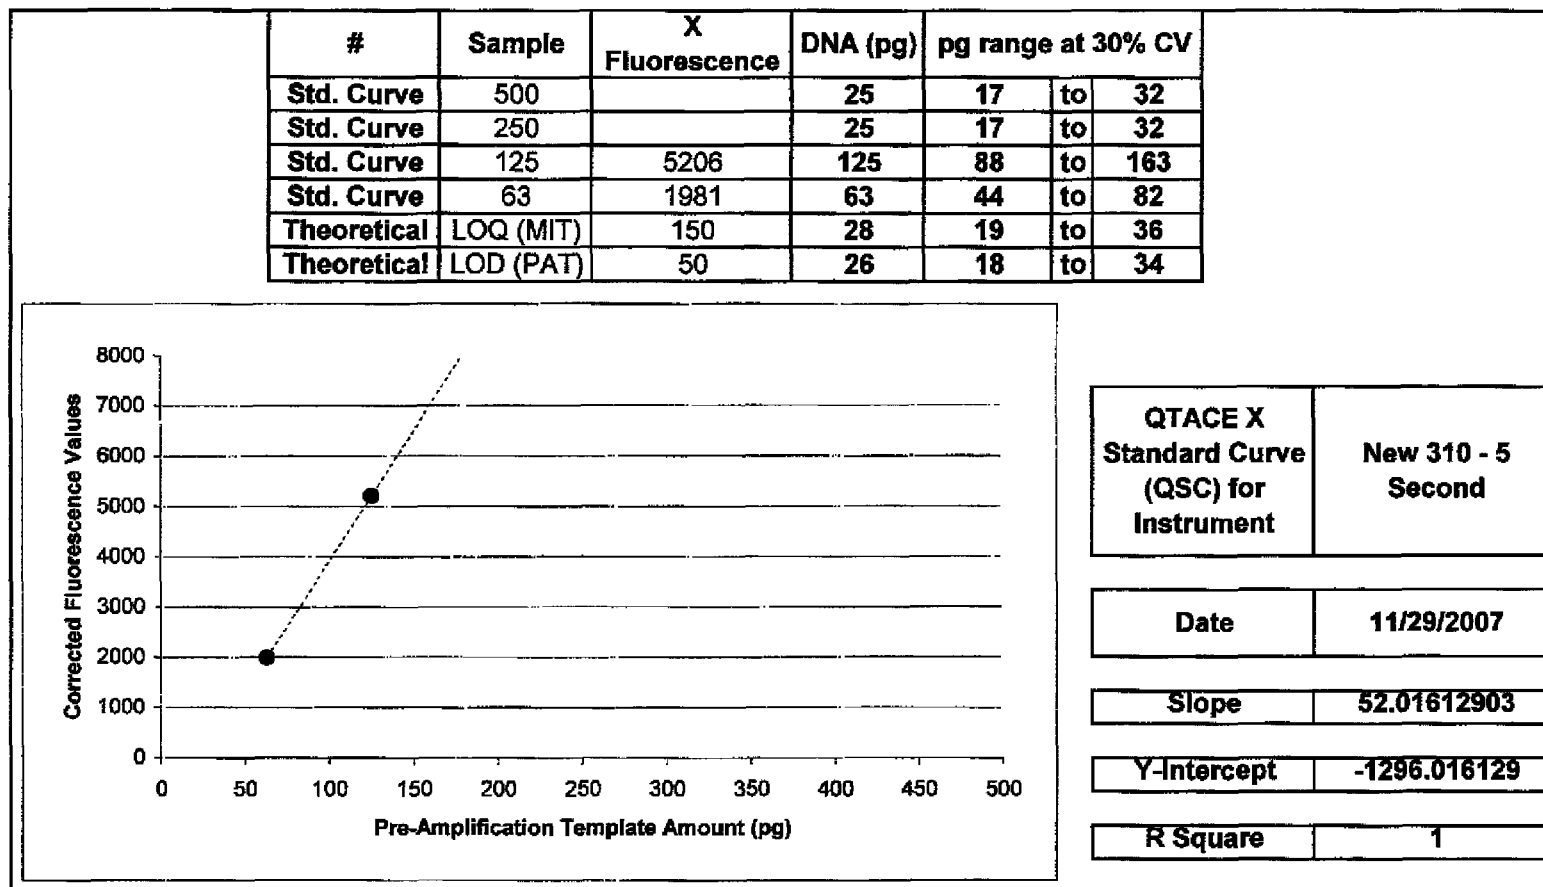 # Sample X Fluorescence DNA (pg) pg range at 30% CV
Std. Curve 500 25 17 to 32
Std. Curve 250 25 17 to 32
Std. Curve 125 5206 125 88 to 163
Std. Curve 63 1981 63 44 to 82
Theoretical LOQ (MIT) 150 28 19 to 36
Theoretical LOD (PAT) 50 26 18 to 34
8000
7000
6000
5000
4000
3000
2000
1000
0
Corrected Fluorescence Values
0 50 100 150 200 250 300 350 400 450 500
Pre-Amplification Template Amount (pg)
QTACE X
Standard Curve
(QSC) for
Instrument
New 310 - 5
Second
Date 11/29/2007
Slope 52.01612903
Y-Intercept -1296.016129
R Square 1